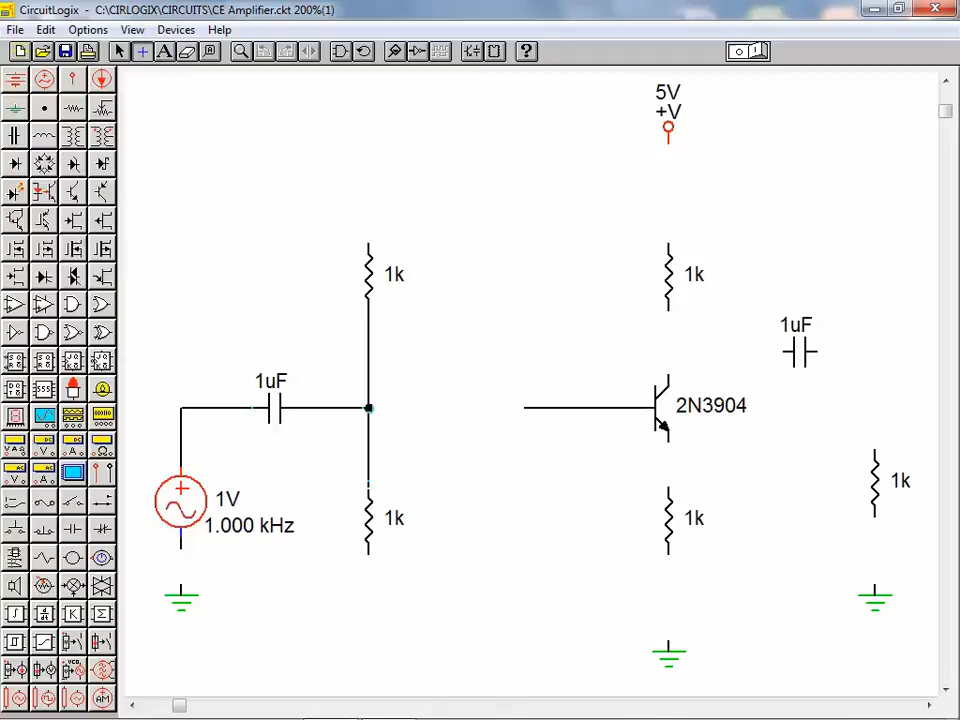 CircuitLogix - C:\CIRLOGIX\CIRCUITS\CE Amplifier.ckt 200%(1)
File Edit Options View Devices Help
5V
+V
1k
1k
1uF
1uF
2N3904
1k
1V
1.000 kHz
1k
1k